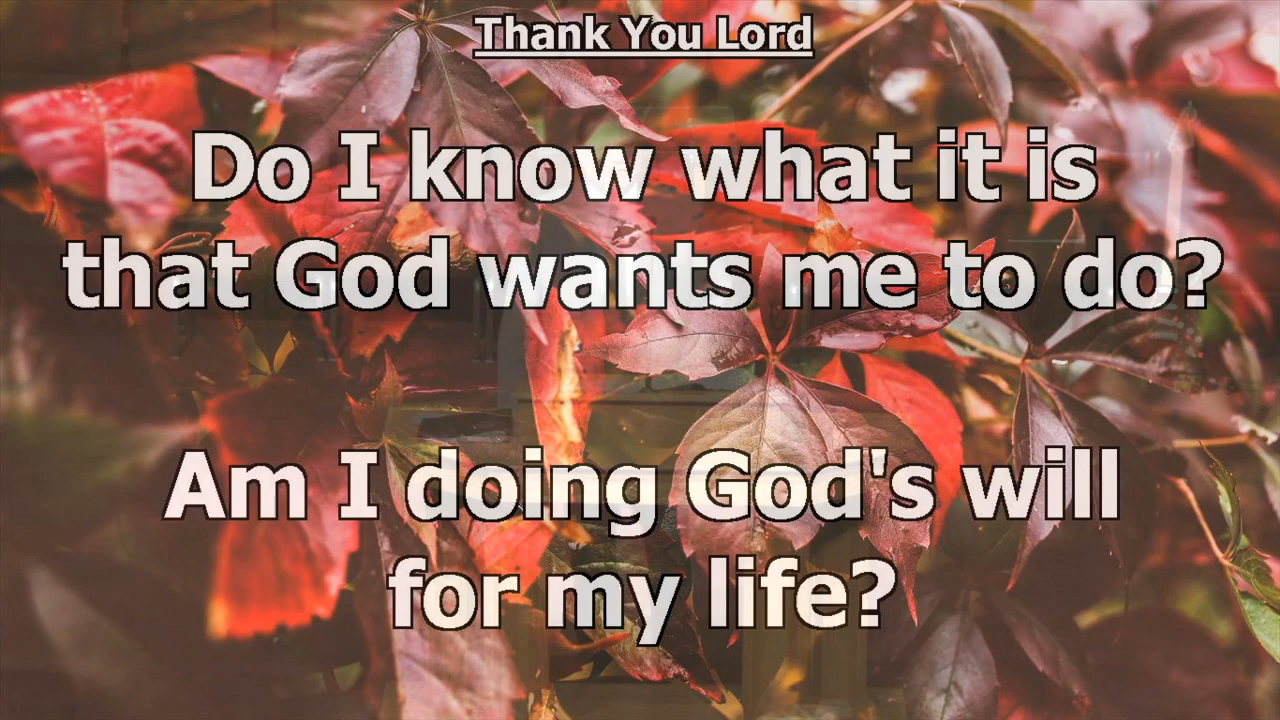 Thank You Lord
Do I know what it is
that God wants me to do?
Am I doing God's will
for my life?